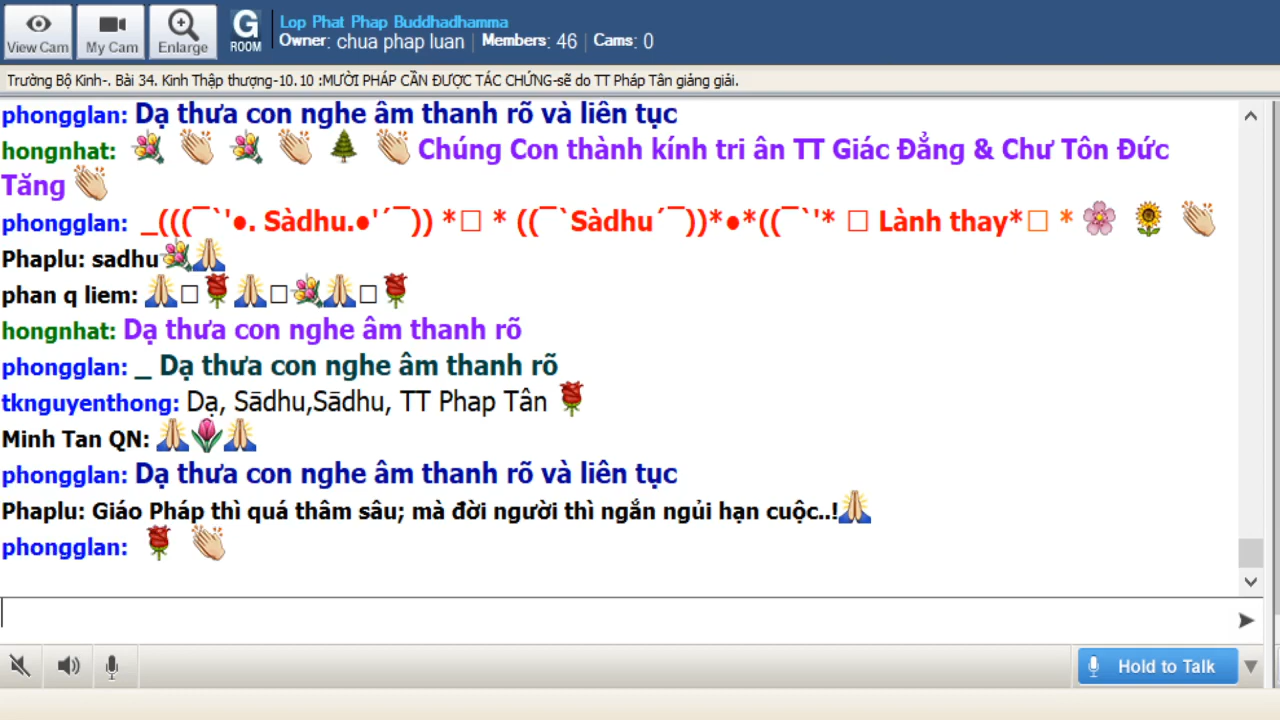 View Cam
My Cam
Enlarge
G
ROOM
Lop Phat Phap Buddhadhamma
Owner: chua phap luan | Members: 46 | Cams: 0
Trường Bộ Kinh-. Bài 34. Kinh Thập thượng-10. 10 :MƯỜI PHÁP CẦN ĐƯỢC TÁC CHỨNG-sẽ do TT Pháp Tân giảng giải.
phongglan: Dạ thưa con nghe âm thanh rõ và liên tục
hongnhat: 💐 👏 💐 👏 🌲 👏 Chúng Con thành kính tri ân TT Giác Đẳng & Chư Tôn Đức
Tăng 👏
phongglan: _(((¯`'●. Sàdhu.●'´¯)) *□ * ((¯`Sàdhu´¯))*●*((¯`'* □ Lành thay*□ * 🌸 🌻 👏
Phaplu: sadhu💐🙏
phan q liem: 🙏□🌹🙏□💐🙏□🌹
hongnhat: Dạ thưa con nghe âm thanh rõ
phongglan: _ Dạ thưa con nghe âm thanh rõ
tknguyenthong: Dạ, Sādhu,Sādhu, TT Phap Tân 🌹
Minh Tan QN: 🙏🌷🙏
phongglan: Dạ thưa con nghe âm thanh rõ và liên tục
Phaplu: Giáo Pháp thì quá thâm sâu; mà đời người thì ngắn ngủi hạn cuộc..!🙏
phongglan: 🌹 👏
Hold to Talk